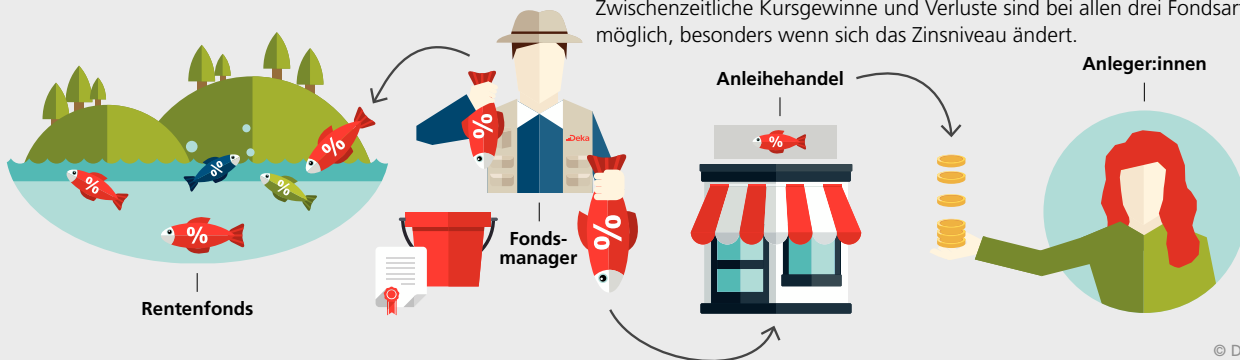 Zwischenzeitliche Kursgewinne und Verluste sind bei allen drei
möglich, besonders wenn sich das Zinsniveau ändert.
Anleihehandel
Anleger:innen
%
%
%
%
%
%
%
%
Deka
Fonds-
manager
Rentenfonds
©